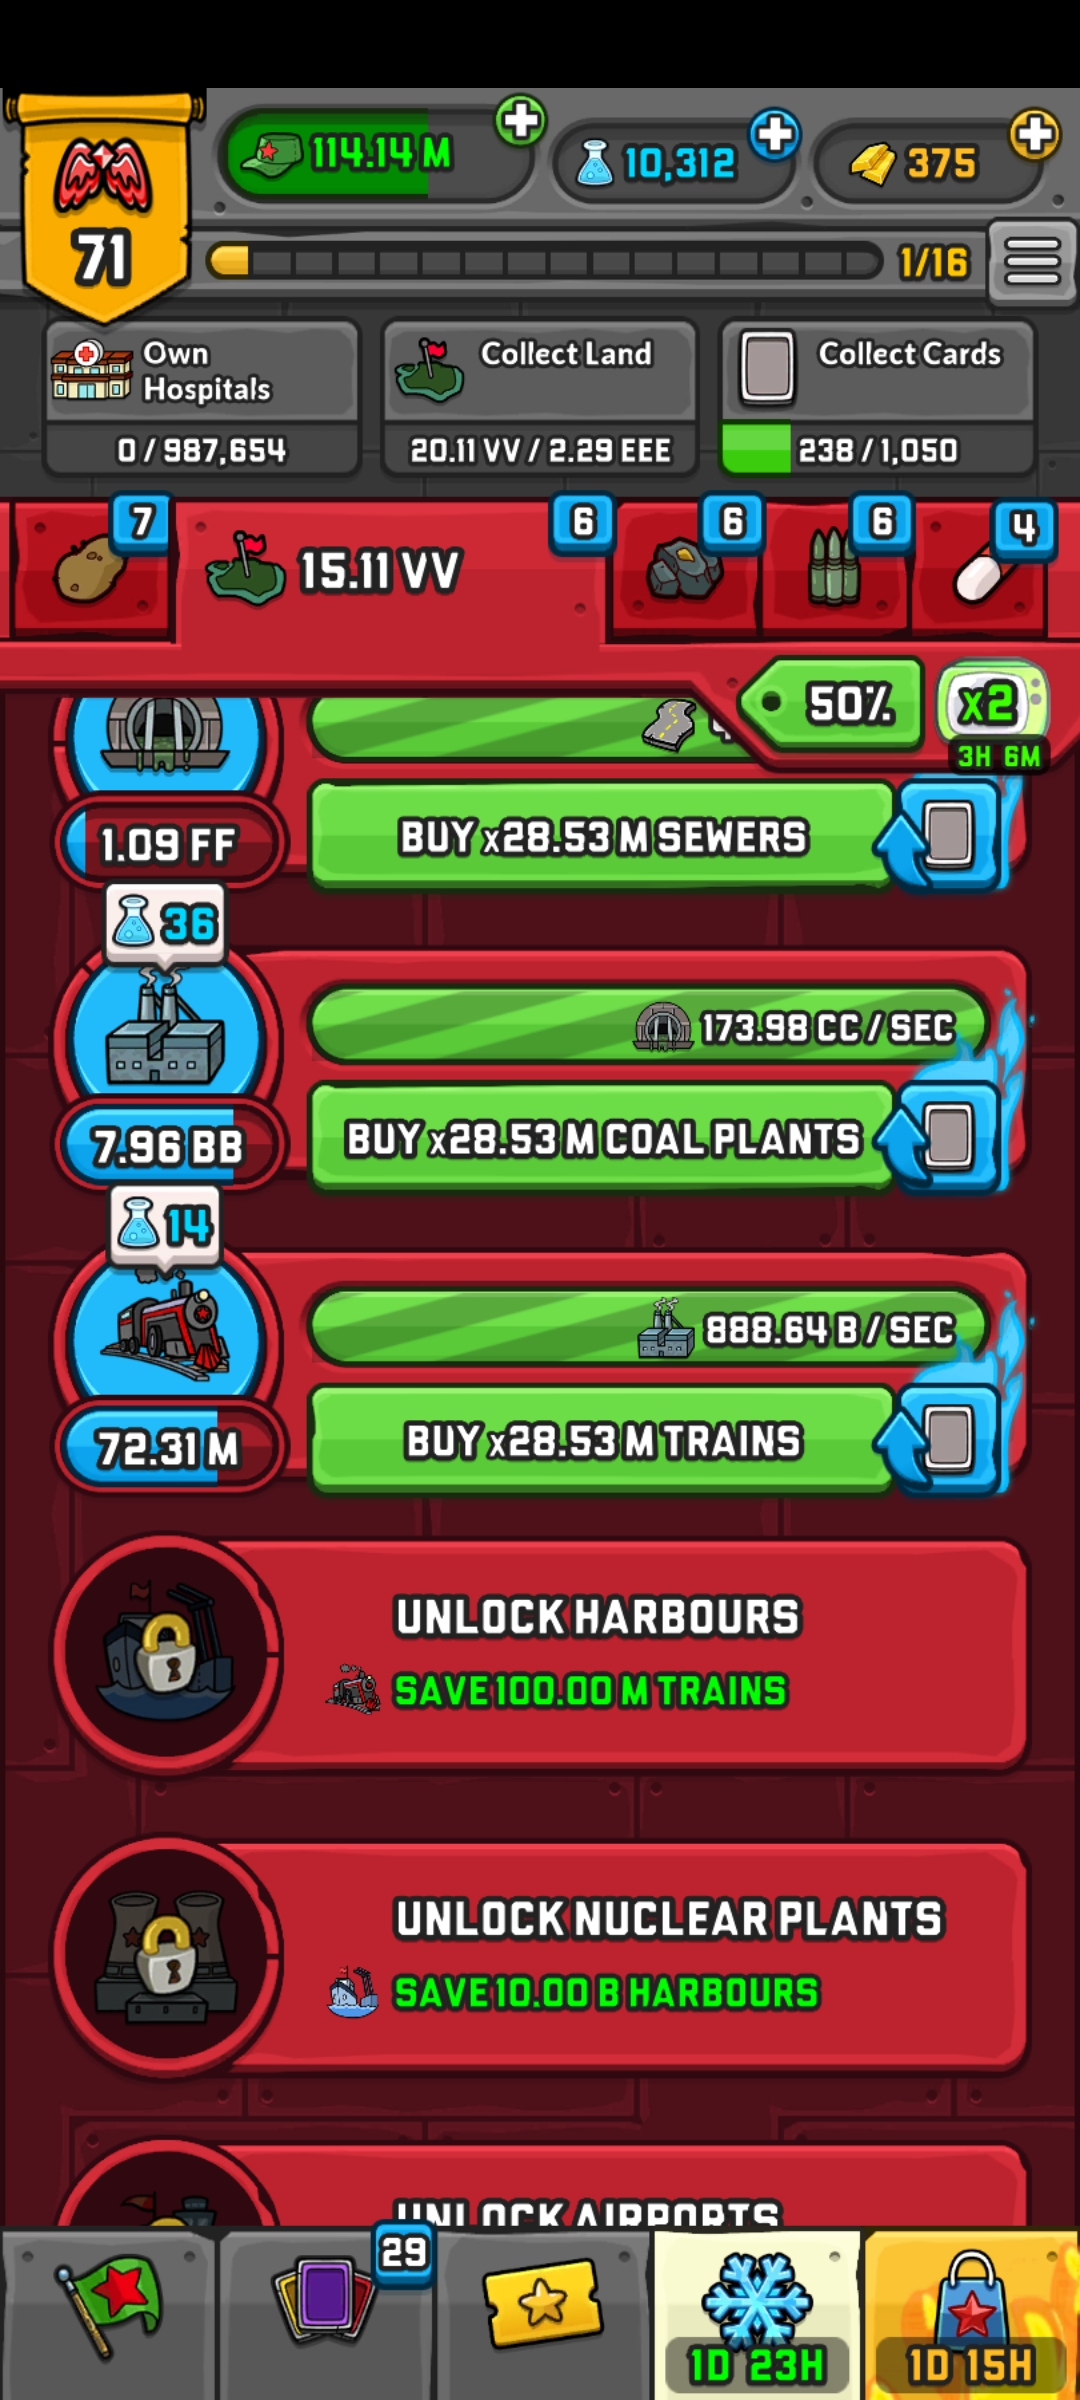 71
114.14 M
10,312
375
1/16
Own
Hospitals
0 / 987,654
Collect Land
20.11 VV / 2.29 EEE
Collect Cards
238 / 1,050
7
15.11 VV
6
6
6
4
50%
x2
3H 6M
1.09 FF
BUY x28.53 M SEWERS
36
173.98 CC / SEC
7.96 BB
BUY x28.53 M COAL PLANTS
14
888.64 B / SEC
72.31 M
BUY x28.53 M TRAINS
UNLOCK HARBOURS
SAVE 100.00 M TRAINS
UNLOCK NUCLEAR PLANTS
SAVE 10.00 B HARBOURS
UNLOCK AIRPORTS
29
1D 23H
1D 15H